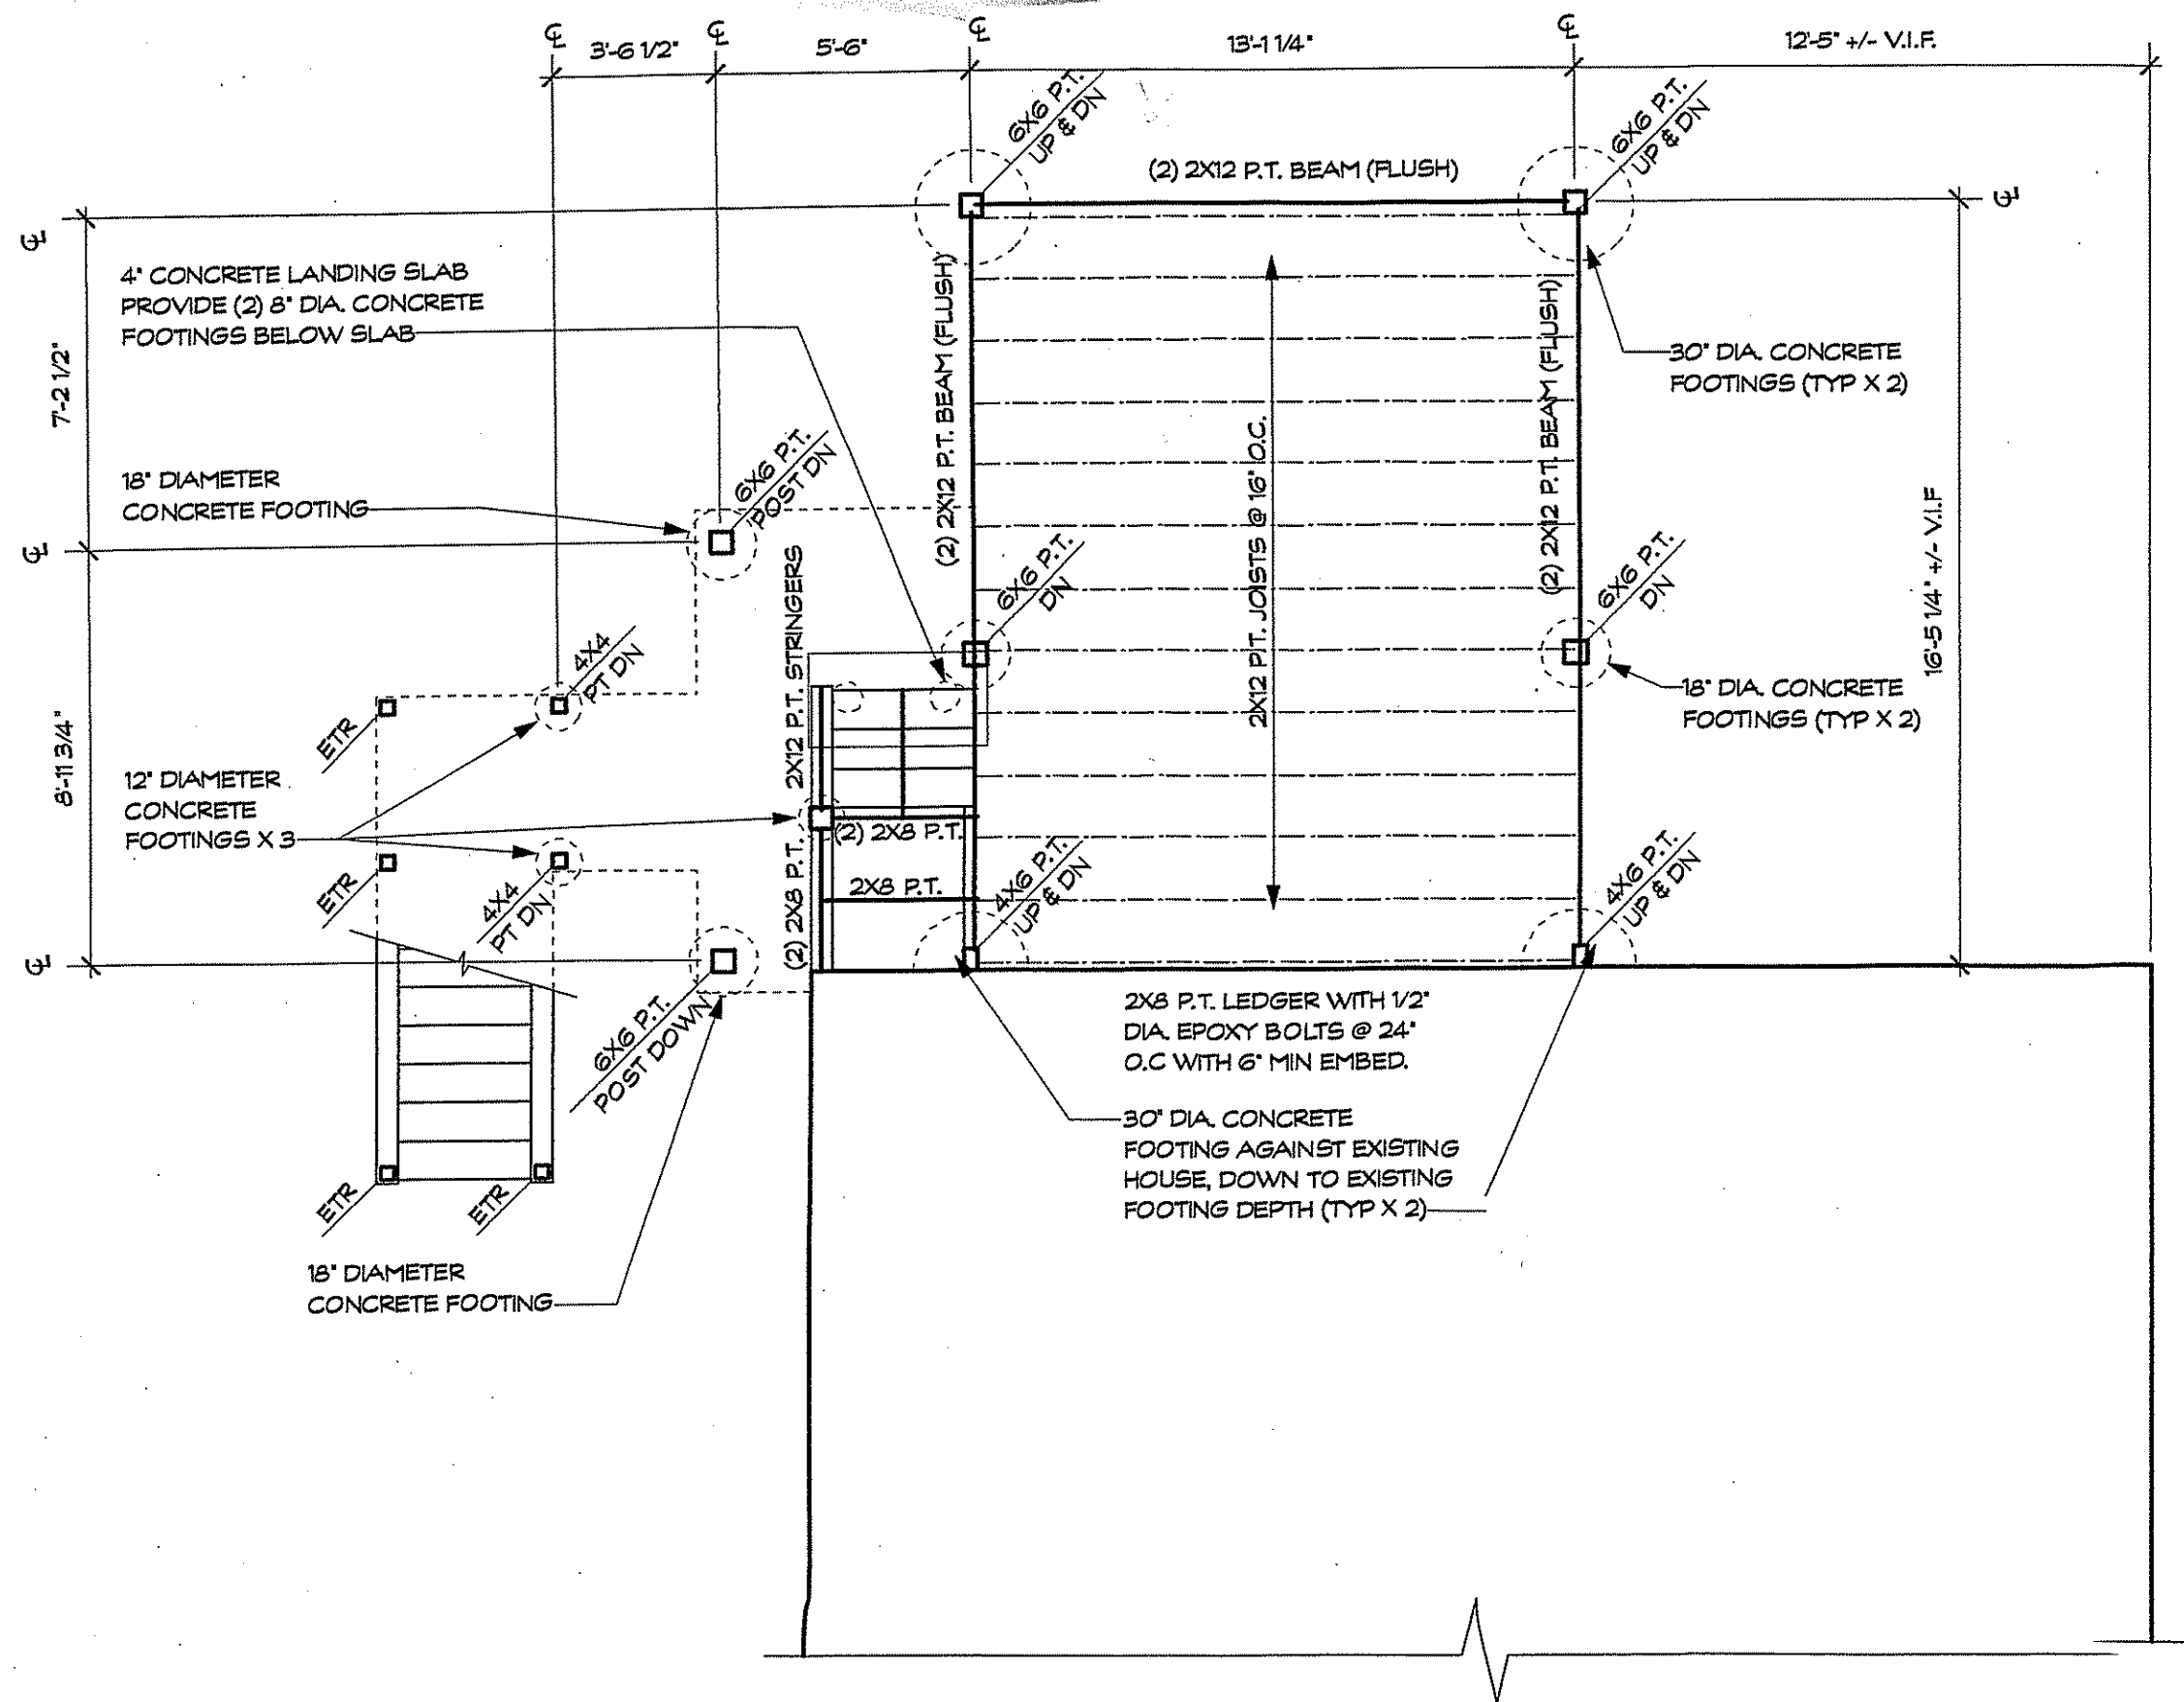 ℄
℄
℄
℄
3'-6 1/2"
5'-6"
13'-1 1/4"
12'-5" +/- V.I.F.
6X6 P.T.
UP & DN
6X6 P.T.
UP & DN
(2) 2X12 P.T. BEAM (FLUSH)
℄
℄
4" CONCRETE LANDING SLAB
PROVIDE (2) 8" DIA. CONCRETE
FOOTINGS BELOW SLAB
(2) 2X12 P.T. BEAM (FLUSH)
(2) 2X12 P.T. BEAM (FLUSH)
30" DIA. CONCRETE
FOOTINGS (TYP X 2)
7'-2 1/2"
18" DIAMETER
CONCRETE FOOTING
6X6 P.T.
POST DN
2X12 P.T. JOISTS @ 16" O.C.
16'-5 1/4" +/- V.I.F
℄
6X6 P.T.
DN
6X6 P.T.
DN
2X12 P.T. STRINGERS
4X4
PT DN
18" DIA. CONCRETE
FOOTINGS (TYP X 2)
ETR
8'-11 3/4"
12" DIAMETER
CONCRETE
FOOTINGS X 3
(2) 2X8 P.T.
(2) 2X8 P.T.
2X8 P.T.
4X6 P.T.
UP & DN
4X6 P.T.
UP & DN
ETR
4X4
PT DN
℄
6X6 P.T.
POST DOWN
2X8 P.T. LEDGER WITH 1/2"
DIA. EPOXY BOLTS @ 24"
O.C WITH 6" MIN EMBED.
30" DIA. CONCRETE
FOOTING AGAINST EXISTING
HOUSE, DOWN TO EXISTING
FOOTING DEPTH (TYP X 2)
ETR
ETR
18" DIAMETER
CONCRETE FOOTING